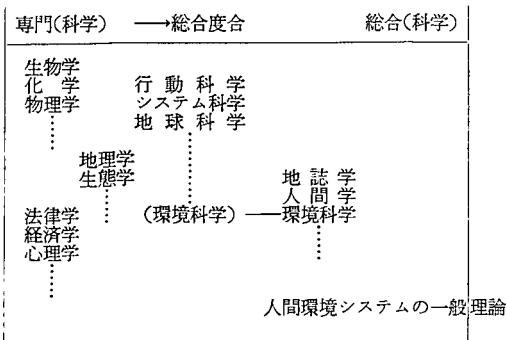 専門(科学) ──→総合度合 総合(科学)
生物学
化学
物理学
行動科学
システム科学
地球科学
地理学
生態学
法律学
経済学
心理学
(環境科学)──環境科学
地誌学
人間学
人間環境システムの一般理論